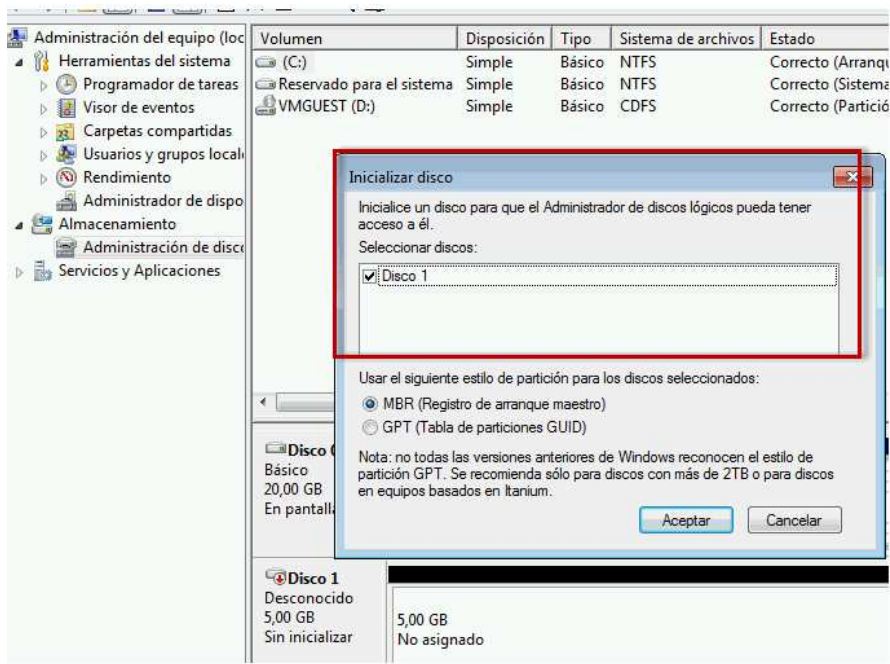 Administración del equipo (loc
Herramientas del sistema
Programador de tareas
Visor de eventos
Carpetas compartidas
Usuarios y grupos local
Rendimiento
Administrador de dispo
Almacenamiento
Administración de disco
Servicios y Aplicaciones
Volumen Disposición Tipo Sistema de archivos Estado
(C:) Simple Básico NTFS Correcto (Arranqu
Reservado para el sistema Simple Básico NTFS Correcto (Sistema
VMGUEST (D:) Simple Básico CDFS Correcto (Partició
Inicializar disco
Inicialice un disco para que el Administrador de discos lógicos pueda tener
acceso a él.
Seleccionar discos:
Disco 1
Usar el siguiente estilo de partición para los discos seleccionados:
MBR (Registro de arranque maestro)
GPT (Tabla de particiones GUID)
Nota: no todas las versiones anteriores de Windows reconocen el estilo de
partición GPT. Se recomienda sólo para discos con más de 2TB o para discos
en equipos basados en Itanium.
Aceptar Cancelar
Disco
Básico
20,00 GB
En pantall
Disco 1
Desconocido
5,00 GB
Sin inicializar
5,00 GB
No asignado